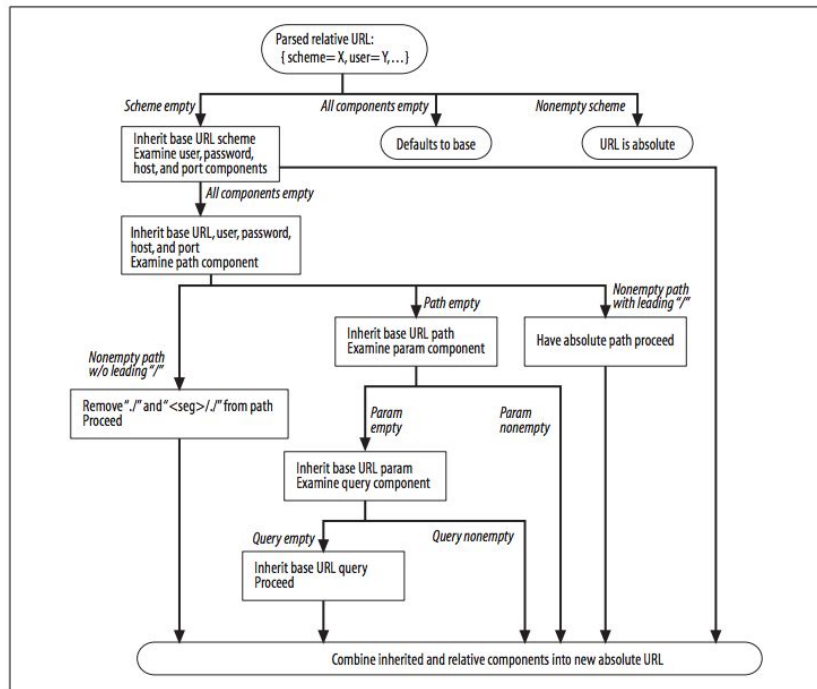 Parsed relative URL:
{ scheme= X, user= Y,... }
Scheme empty
All components empty
Nonempty scheme
Inherit base URL scheme
Examine user, password,
host, and port components
Defaults to base
URL is absolute
All components empty
Inherit base URL, user, password,
host, and port
Examine path component
Path empty
Nonempty path
with leading “/”
Inherit base URL path
Examine param component
Have absolute path proceed
Nonempty path
w/o leading “/”
Remove “./” and “<seg>/./” from path
Proceed
Param
empty
Param
nonempty
Inherit base URL param
Examine query component
Query empty
Query nonempty
Inherit base URL query
Proceed
Combine inherited and relative components into new absolute URL